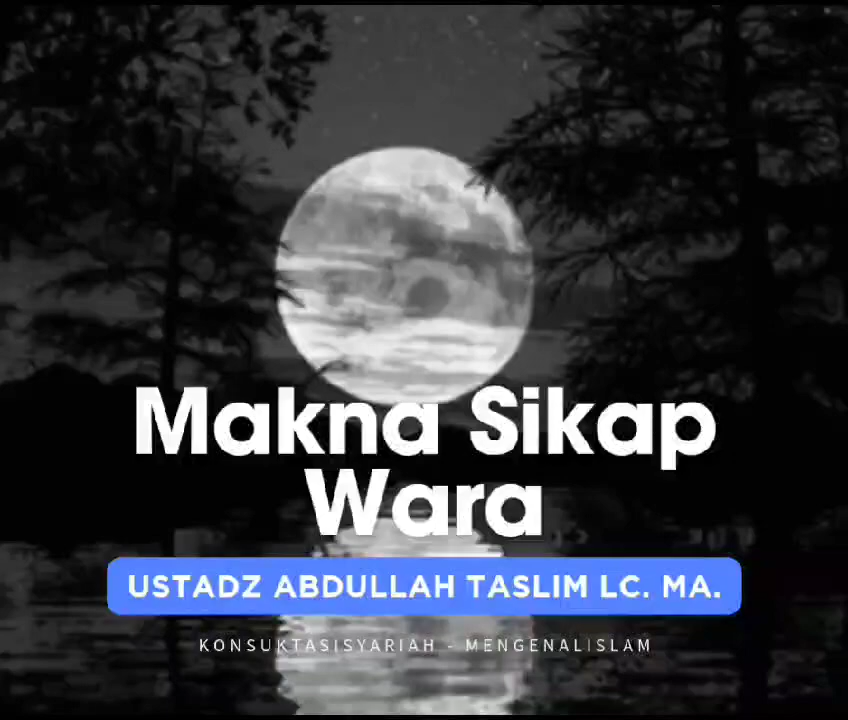 Makna Sikap
Wara
USTADZ ABDULLAH TASLIM LC. MA.
KONSUKTASISYARIAH - MENGENALISLAM